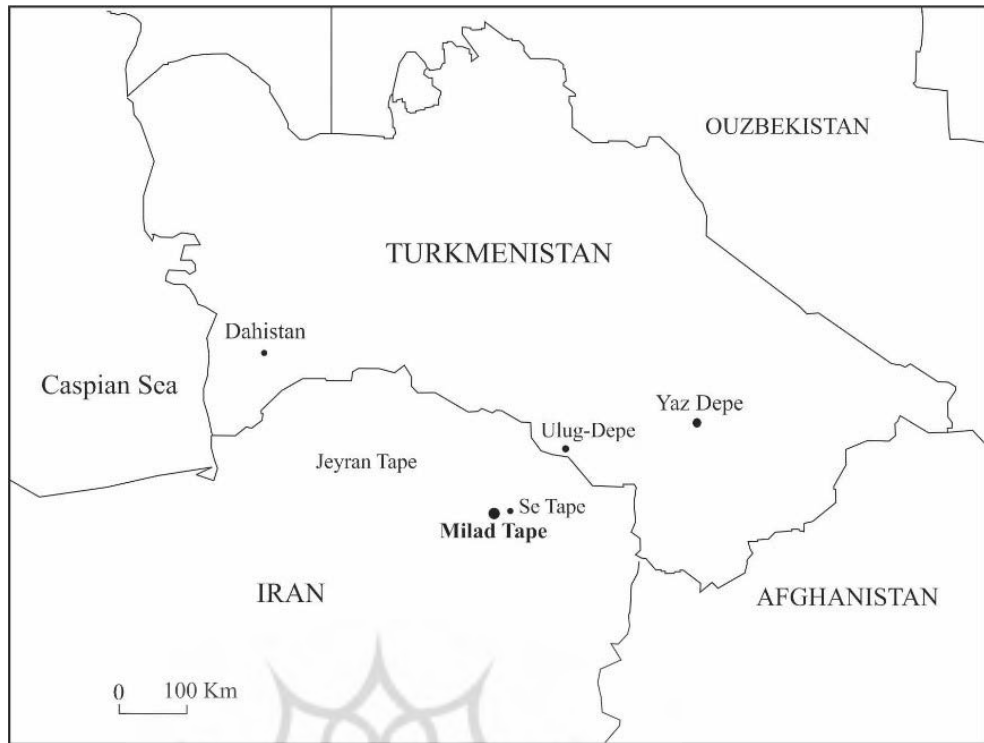 OUZBEKISTAN
TURKMENISTAN
Dahistan
Caspian Sea
Yaz Depe
Ulug-Depe
Jeyran Tape
Se Tape
Milad Tape
IRAN
AFGHANISTAN
0 100 Km